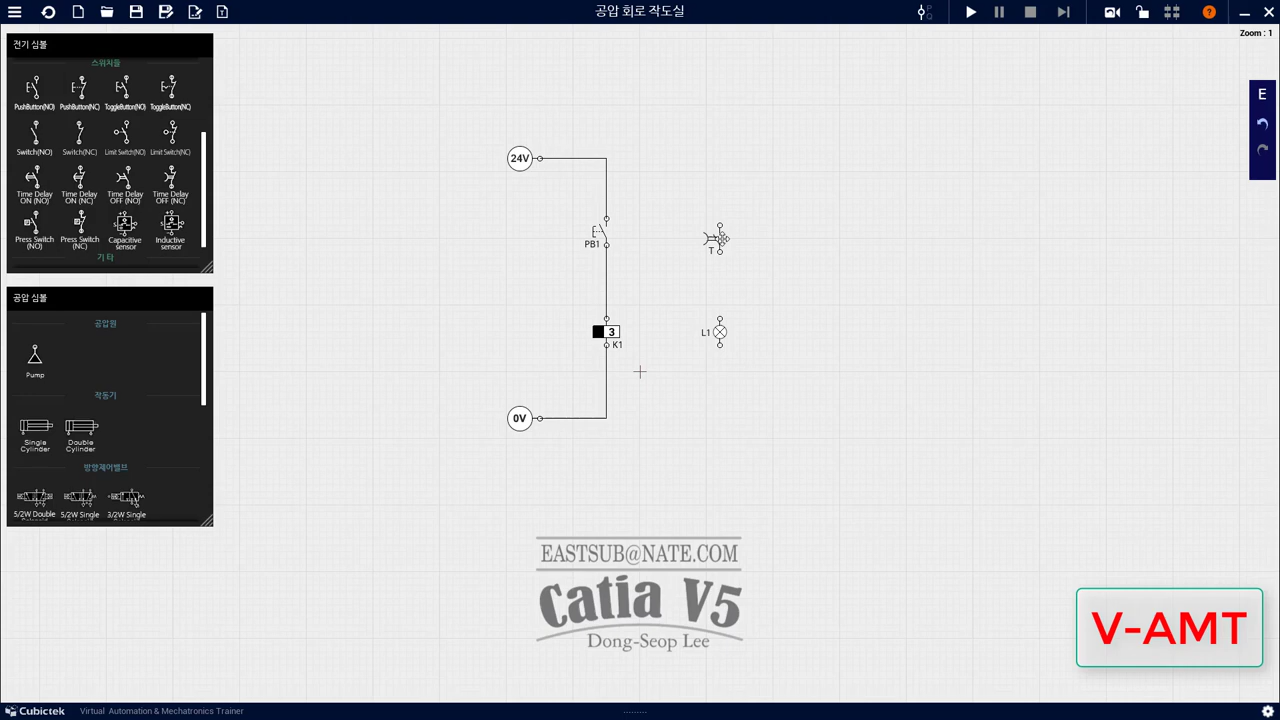 공압 회로 작도실
Zoom : 1
전기 심볼
스위치들
PushButton(NO) PushButton(NC) ToggleButton(NO) ToggleButton(NC)
Switch(NO) Switch(NC) Limit Switch(NO) Limit Switch(NC)
Time Delay ON (NO) Time Delay ON (NC) Time Delay OFF (NO) Time Delay OFF (NC)
Press Switch (NO) Press Switch (NC) Capacitive sensor Inductive sensor
기 타
공압 심볼
공압원
Pump
작동기
Single Cylinder Double Cylinder
방향제어밸브
5/2W Double 5/2W Single 3/2W Single
E
24V
PB1
T
3
K1
L1
0V
EASTSUB@NATE.COM
Catia V5
Dong-Seop Lee
V-AMT
Cubictek Virtual Automation & Mechatronics Trainer